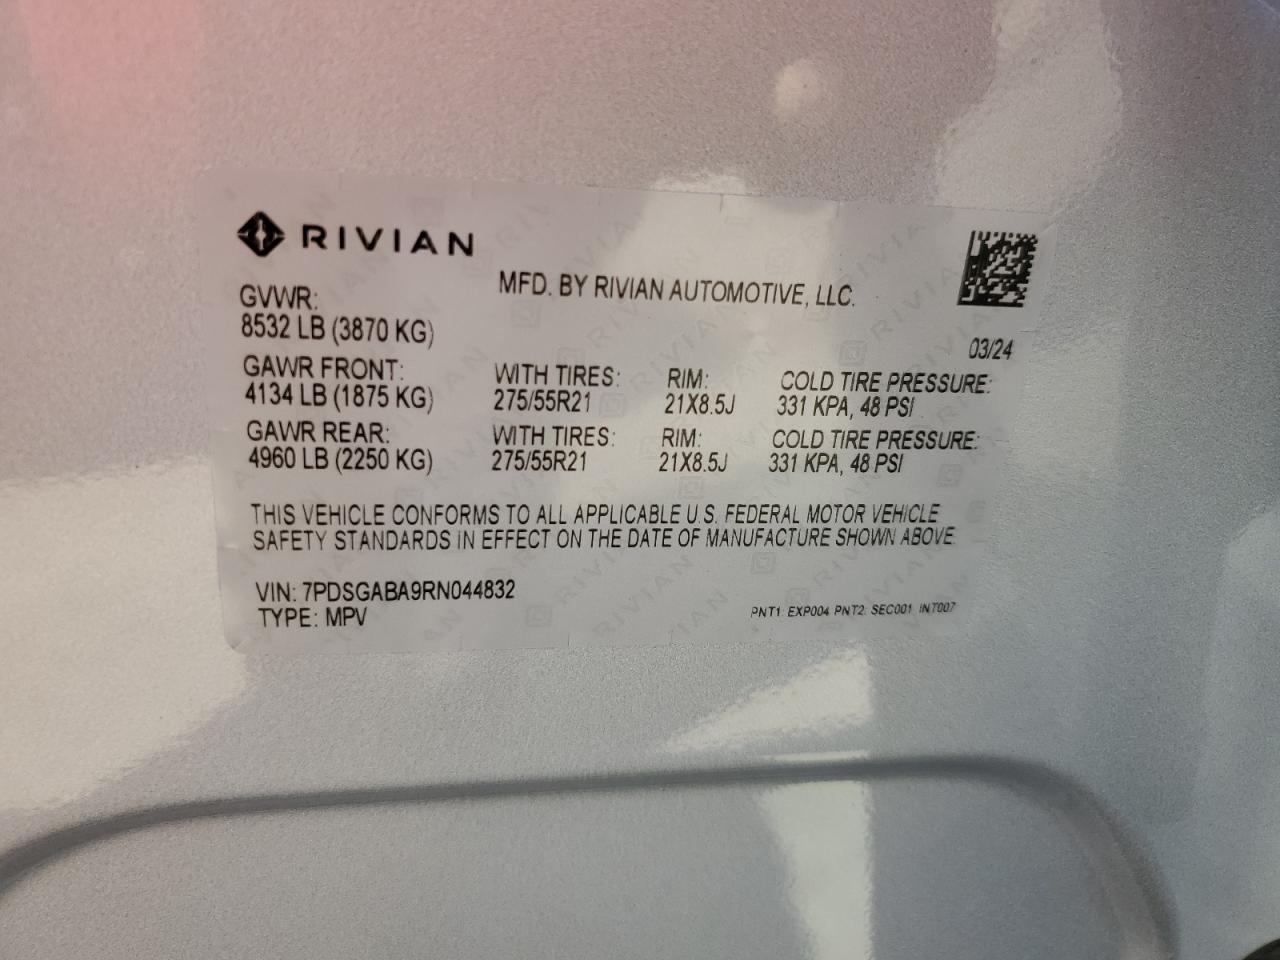 RIVIAN
MFD. BY RIVIAN AUTOMOTIVE, LLC.
GVWR:
8532 LB (3870 KG)
03/24
GAWR FRONT: WITH TIRES: RIM: COLD TIRE PRESSURE:
4134 LB (1875 KG) 275/55R21 21X8.5J 331 KPA, 48 PSI
GAWR REAR: WITH TIRES: RIM: COLD TIRE PRESSURE:
4960 LB (2250 KG) 275/55R21 21X8.5J 331 KPA, 48 PSI
THIS VEHICLE CONFORMS TO ALL APPLICABLE U.S. FEDERAL MOTOR VEHICLE
SAFETY STANDARDS IN EFFECT ON THE DATE OF MANUFACTURE SHOWN ABOVE
VIN: 7PDSGABA9RN044832
TYPE: MPV
PNT1: EXP004 PNT2: SEC001 INT007